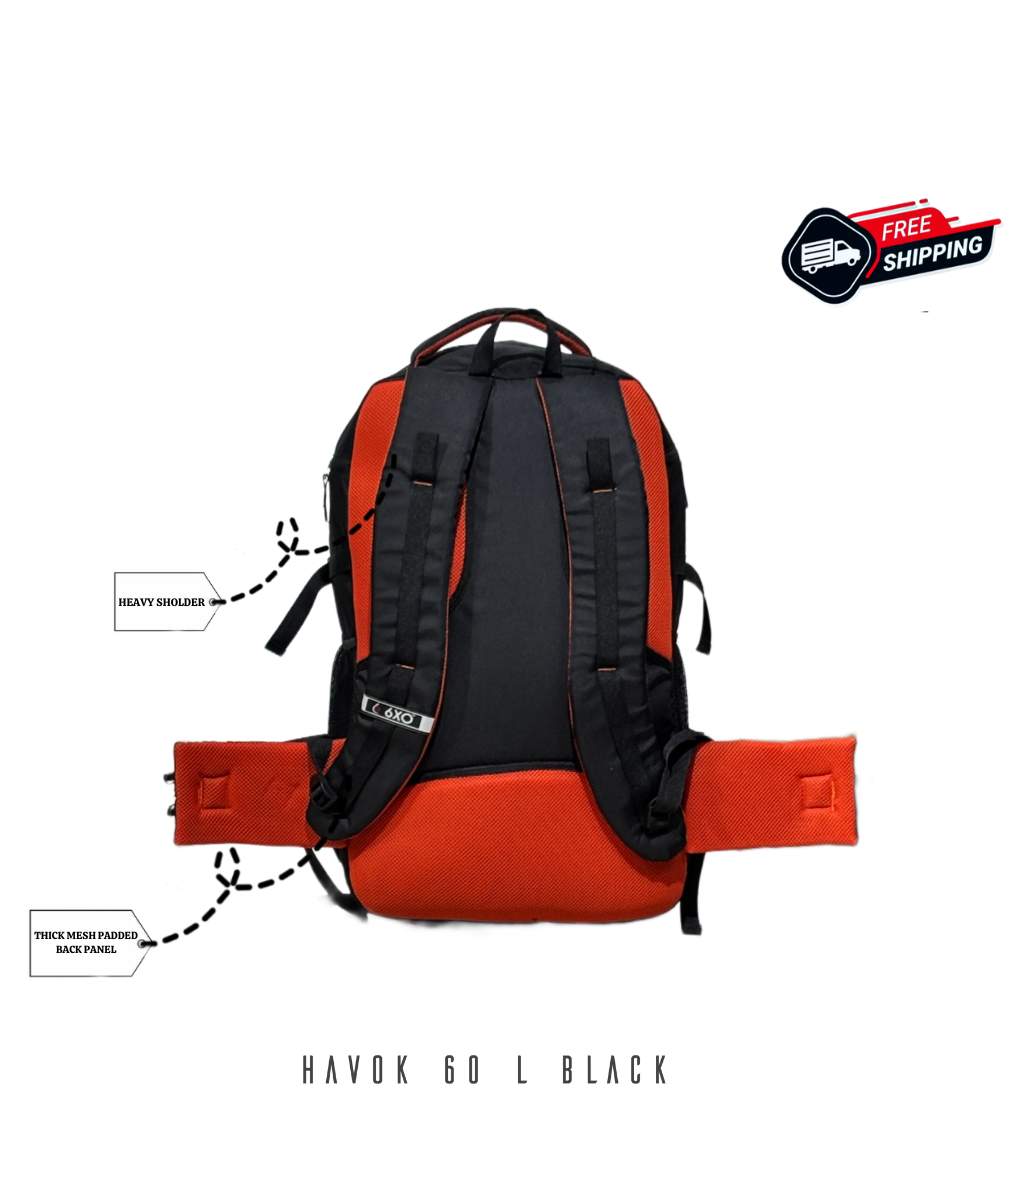 FREE
SHIPPING
HEAVY SHOLDER
6XO
THICK MESH PADDED
BACK PANEL
HAVOK 60 L BLACK